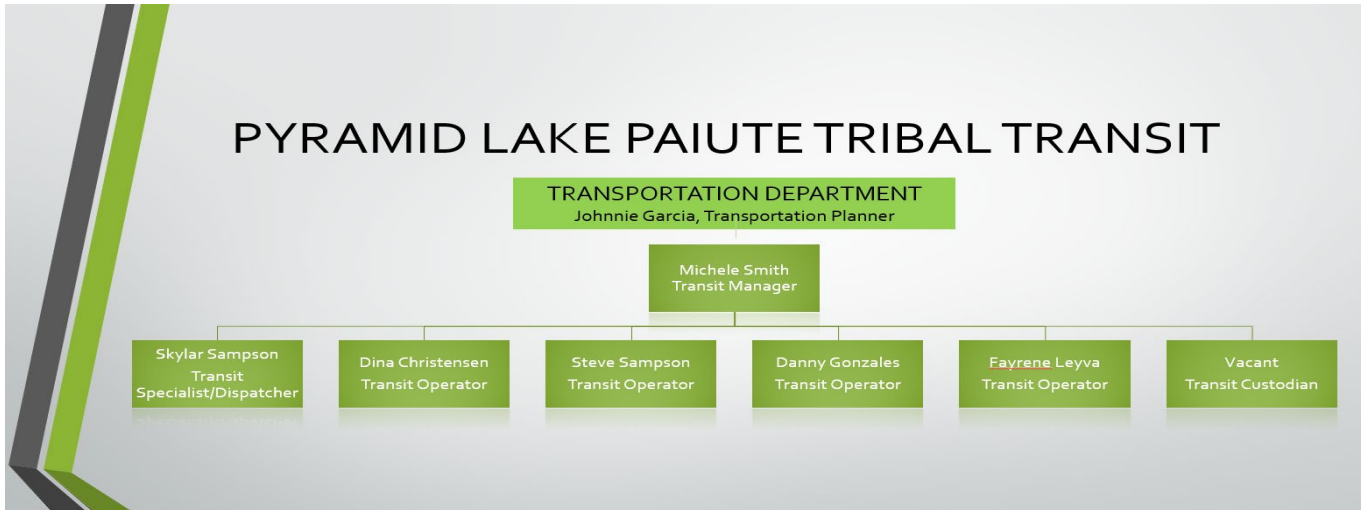 PYRAMID LAKE PAIUTE TRIBAL TRANSIT
TRANSPORTATION DEPARTMENT
Johnnie Garcia, Transportation Planner
Michele Smith
Transit Manager
Skylar Sampson
Transit
Specialist/Dispatcher
Dina Christensen
Transit Operator
Steve Sampson
Transit Operator
Danny Gonzales
Transit Operator
Fayrene Leyva
Transit Operator
Vacant
Transit Custodian